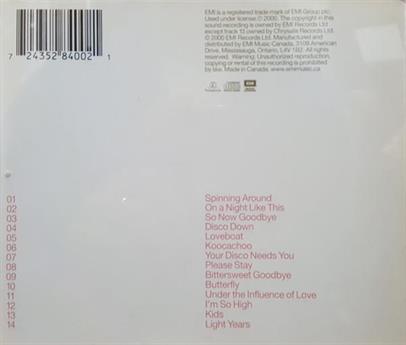 7 24352 84002 1
EMI is a registered trade mark of EMI Group plc.
Used under license ℗ 2000. The copyright in this
sound recording is owned by EMI Records Ltd
except track 13 owned by Chrysalis Records Ltd.
© 2000 EMI Records Ltd. Manufactured and
distributed by EMI Music Canada, 3109 American
Drive, Mississauga, Ontario, L4V 1B2. All rights
reserved. Warning: Unauthorized reproduction,
copying or rental of this recording is prohibited
by law. Made in Canada. www.emimusic.ca
EMI
01 Spinning Around
02 On a Night Like This
03 So Now Goodbye
04 Disco Down
05 Loveboat
06 Koocachoo
07 Your Disco Needs You
08 Please Stay
09 Bittersweet Goodbye
10 Butterfly
11 Under the Influence of Love
12 I'm So High
13 Kids
14 Light Years